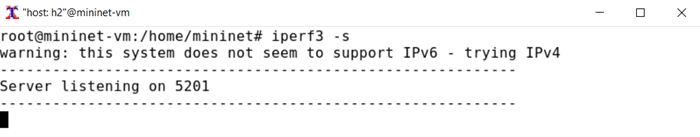 "host: h2"@mininet-vm
root@mininet-vm:/home/mininet# iperf3 -s
warning: this system does not seem to support IPv6 - trying IPv4
-----------------------------------------------------------
Server listening on 5201
-----------------------------------------------------------